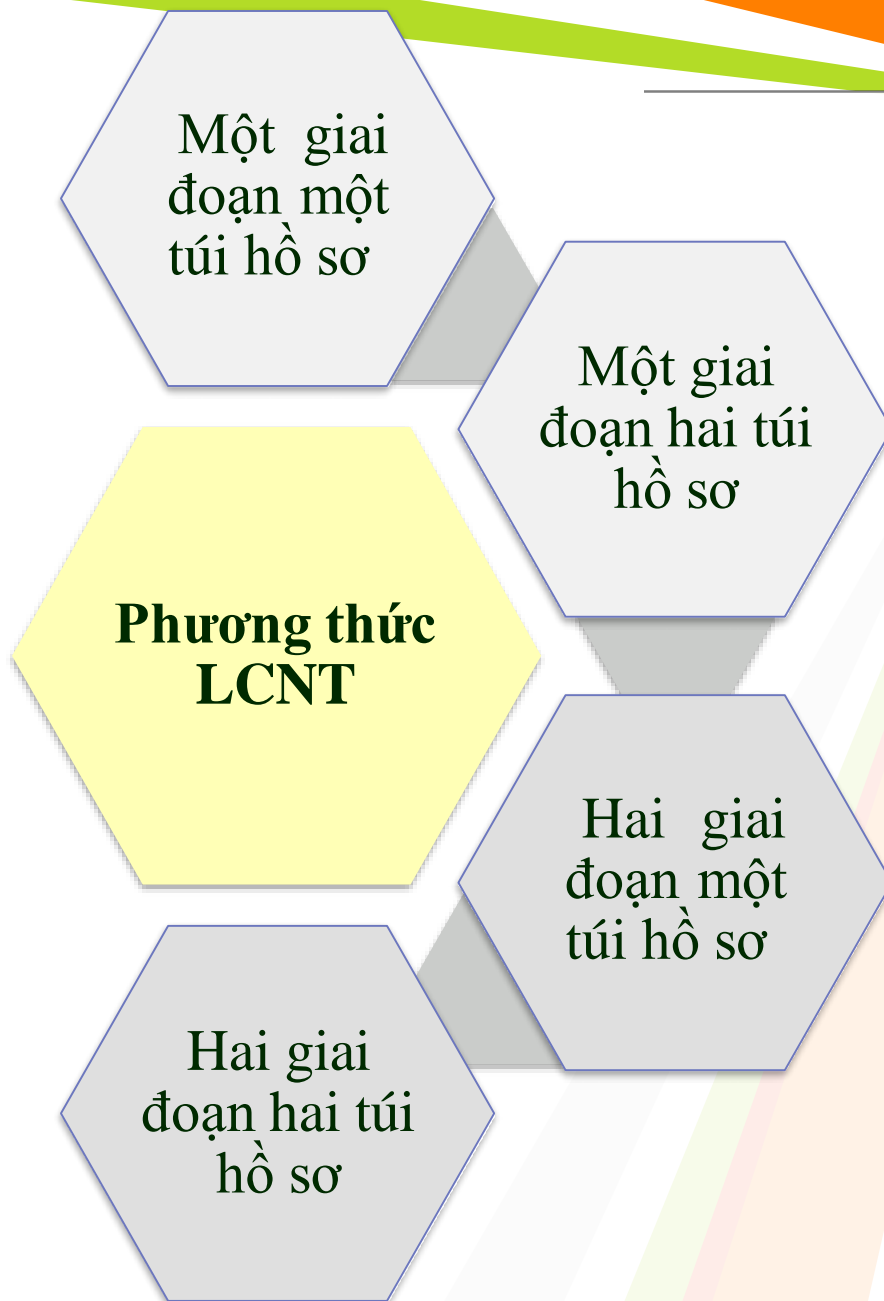 Một giai
đoạn một
túi hồ sơ
Một giai
đoạn hai túi
hồ sơ
Phương thức
LCNT
Hai giai
đoạn một
túi hồ sơ
Hai giai
đoạn hai túi
hồ sơ